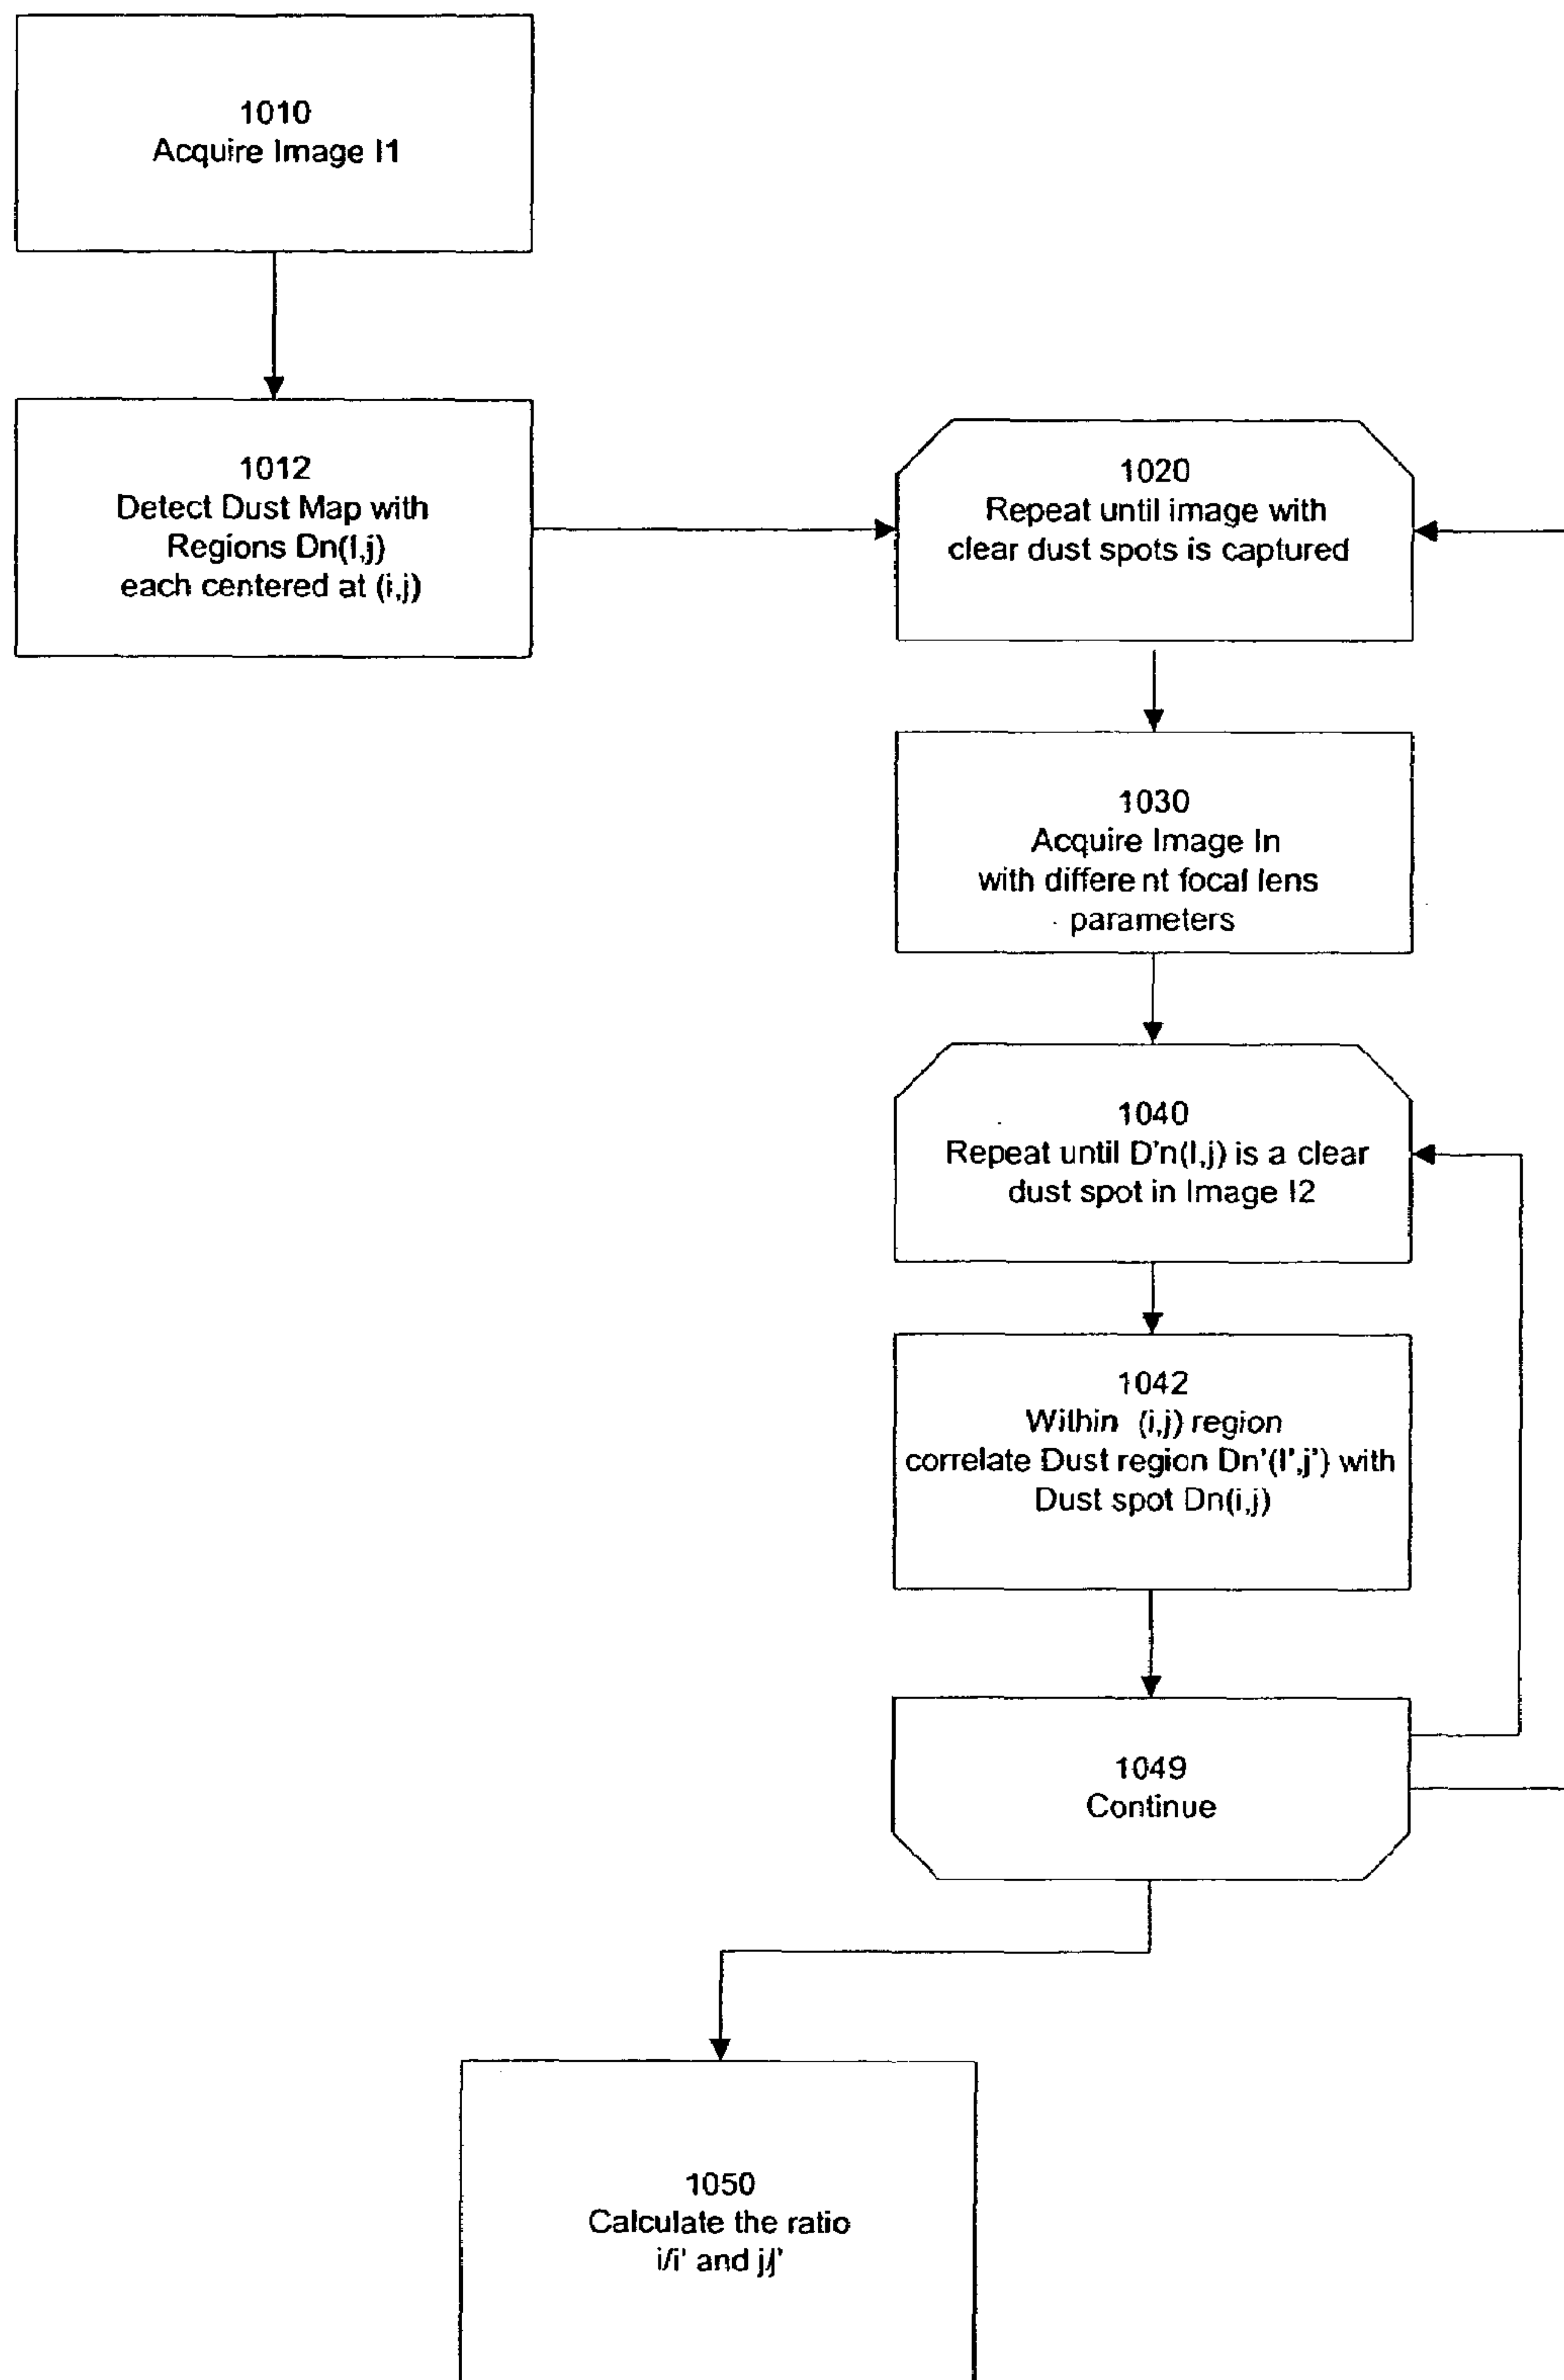 1010
Acquire Image I1
1012
Detect Dust Map with
Regions Dn(I,j)
each centered at (i,j)
1020
Repeat until image with
clear dust spots is captured
1030
Acquire Image In
with different focal lens
parameters
1040
Repeat until D'n(I,j) is a clear
dust spot in Image I2
1042
Within (i,j) region
correlate Dust region Dn'(I',j') with
Dust spot Dn(i,j)
1049
Continue
1050
Calculate the ratio
i/i' and j/j'